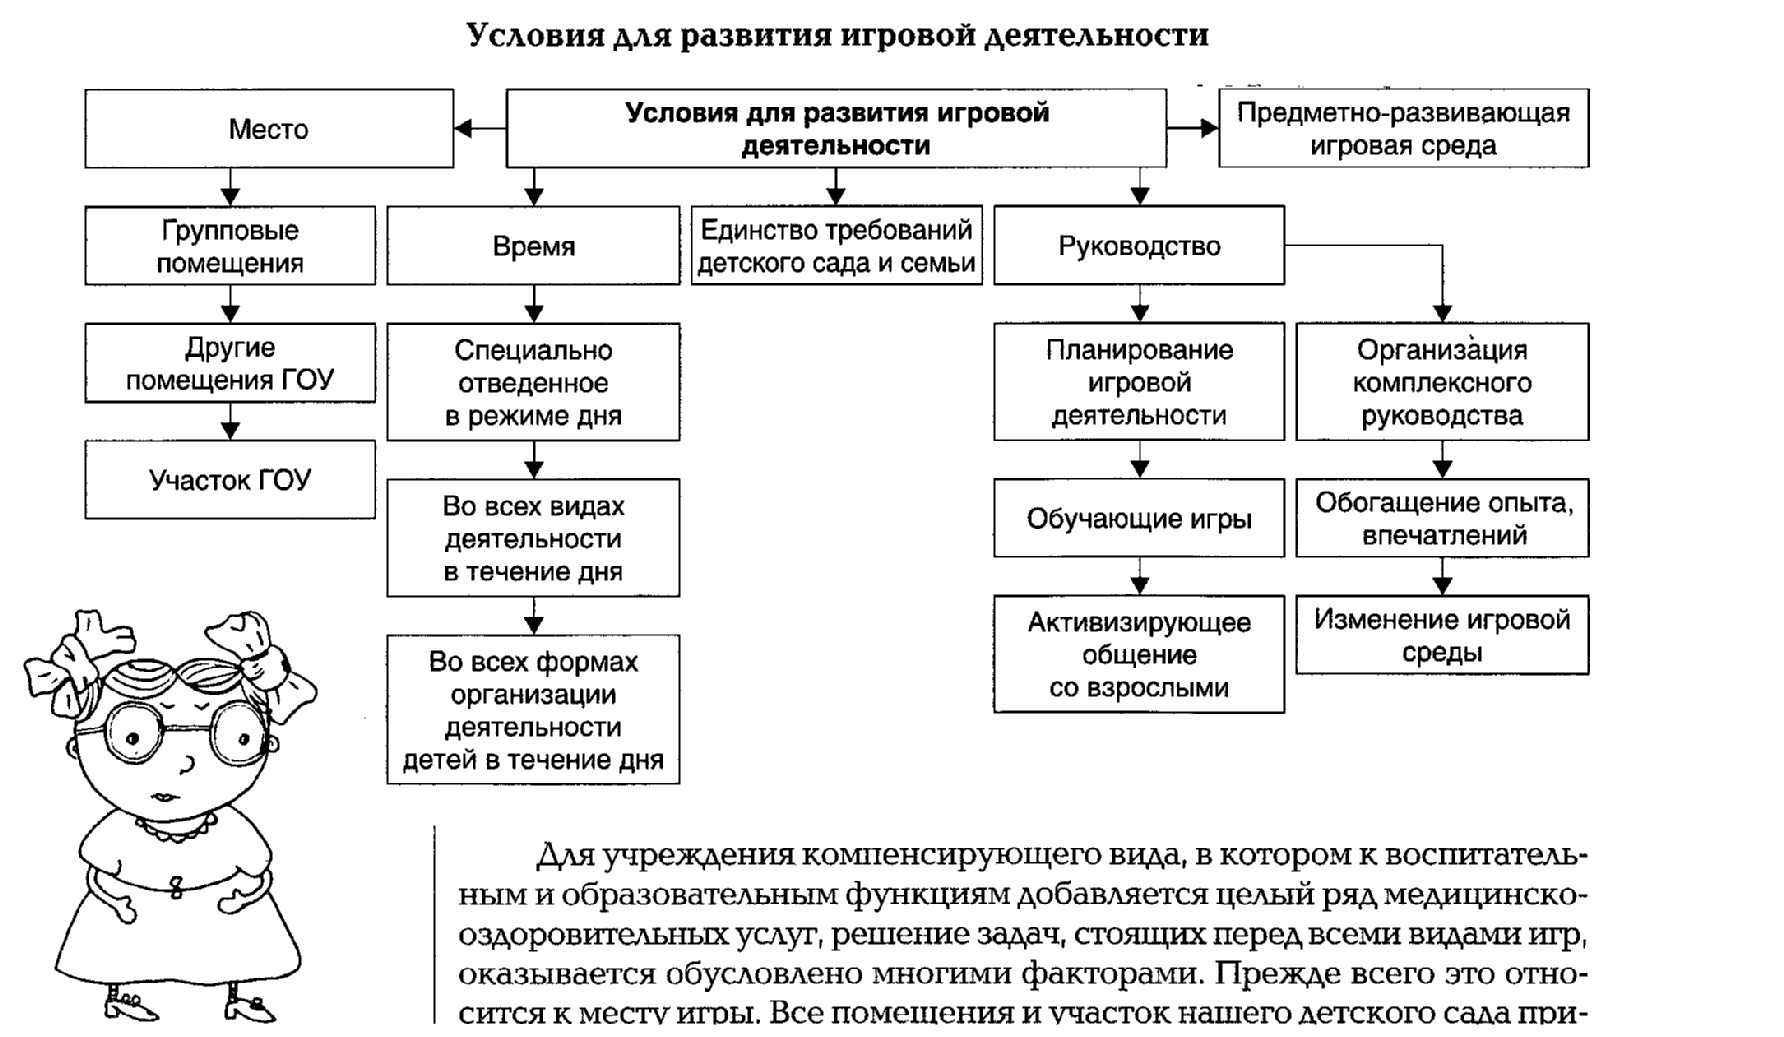 Условия для развития игровой деятельности
Место
Условия для развития игровой
деятельности
Предметно-развивающая
игровая среда
Групповые
помещения
Время
Единство требований
детского сада и семьи
Руководство
Другие
помещения ГОУ
Специально
отведенное
в режиме дня
Планирование
игровой
деятельности
Организация
комплексного
руководства
Участок ГОУ
Во всех видах
деятельности
в течение дня
Обучающие игры
Обогащение опыта,
впечатлений
Во всех формах
организации
деятельности
детей в течение дня
Активизирующее
общение
со взрослыми
Изменение игровой
среды
Для учреждения компенсирующего вида, в котором к воспитатель-
ным и образовательным функциям добавляется целый ряд медицинско-
оздоровительных услуг, решение задач, стоящих перед всеми видами игр,
оказывается обусловлено многими факторами. Прежде всего это отно-
сится к месту игры. Все помещения и участок нашего детского сада при-